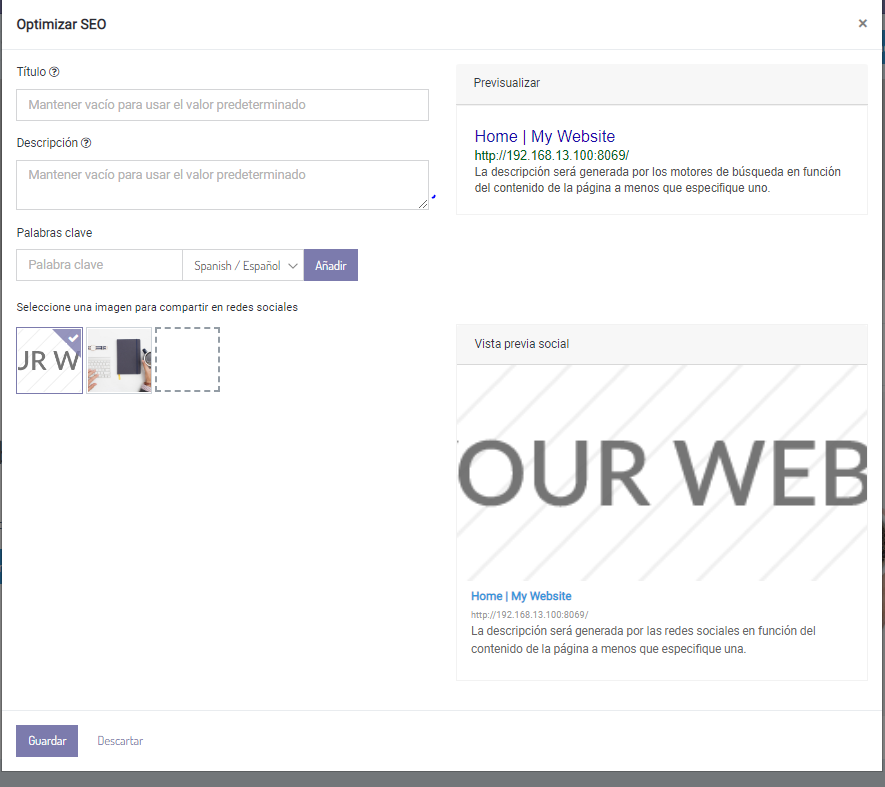 Optimizar SEO
×
Título
Mantener vacío para usar el valor predeterminado
Descripción
Mantener vacío para usar el valor predeterminado
Palabras clave
Palabra clave
Spanish / Español
Añadir
Seleccione una imagen para compartir en redes sociales
UR W
Previsualizar
Home | My Website
http://192.168.13.100:8069/
La descripción será generada por los motores de búsqueda en función
del contenido de la página a menos que especifique uno.
Vista previa social
YOUR WEB
Home | My Website
http://192.168.13.100:8069/
La descripción será generada por las redes sociales en función del
contenido de la página a menos que especifique una.
Guardar
Descartar